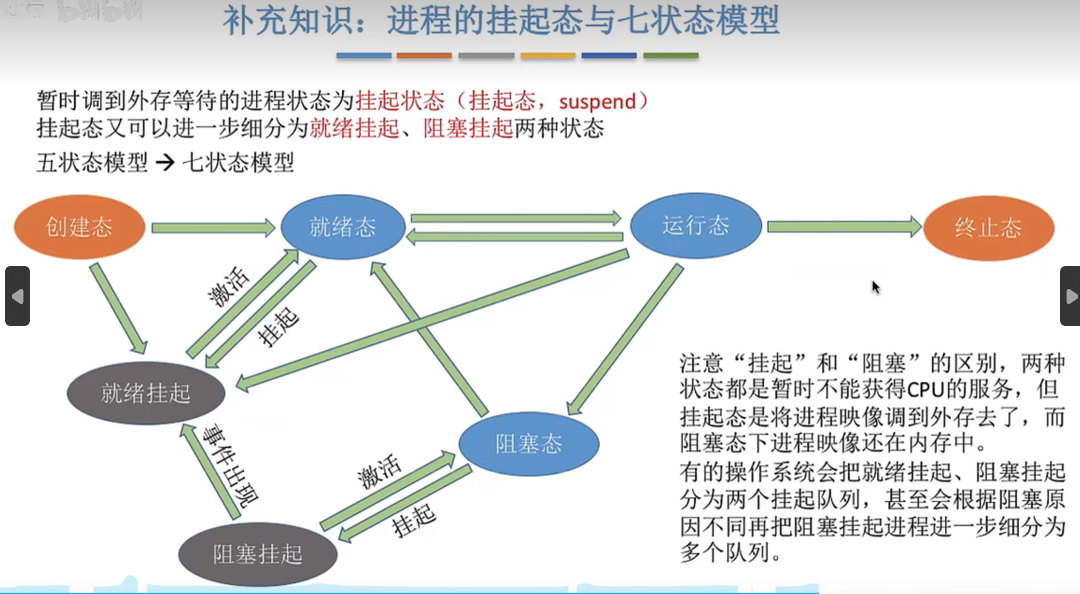 补充知识：进程的挂起态与七状态模型
暂时调到外存等待的进程状态为挂起状态（挂起态，suspend）
挂起态又可以进一步细分为就绪挂起、阻塞挂起两种状态
五状态模型→七状态模型
创建态
就绪态
运行态
终止态
激活
挂起
就绪挂起
事件出现
阻塞态
激活
挂起
阻塞挂起
注意“挂起”和“阻塞”的区别，两种
状态都是暂时不能获得CPU的服务，但
挂起态是将进程映像调到外存去了，而
阻塞态下进程映像还在内存中。
有的操作系统会把就绪挂起、阻塞挂起
分为两个挂起队列，甚至会根据阻塞原
因不同再把阻塞挂起进程进一步细分为
多个队列。